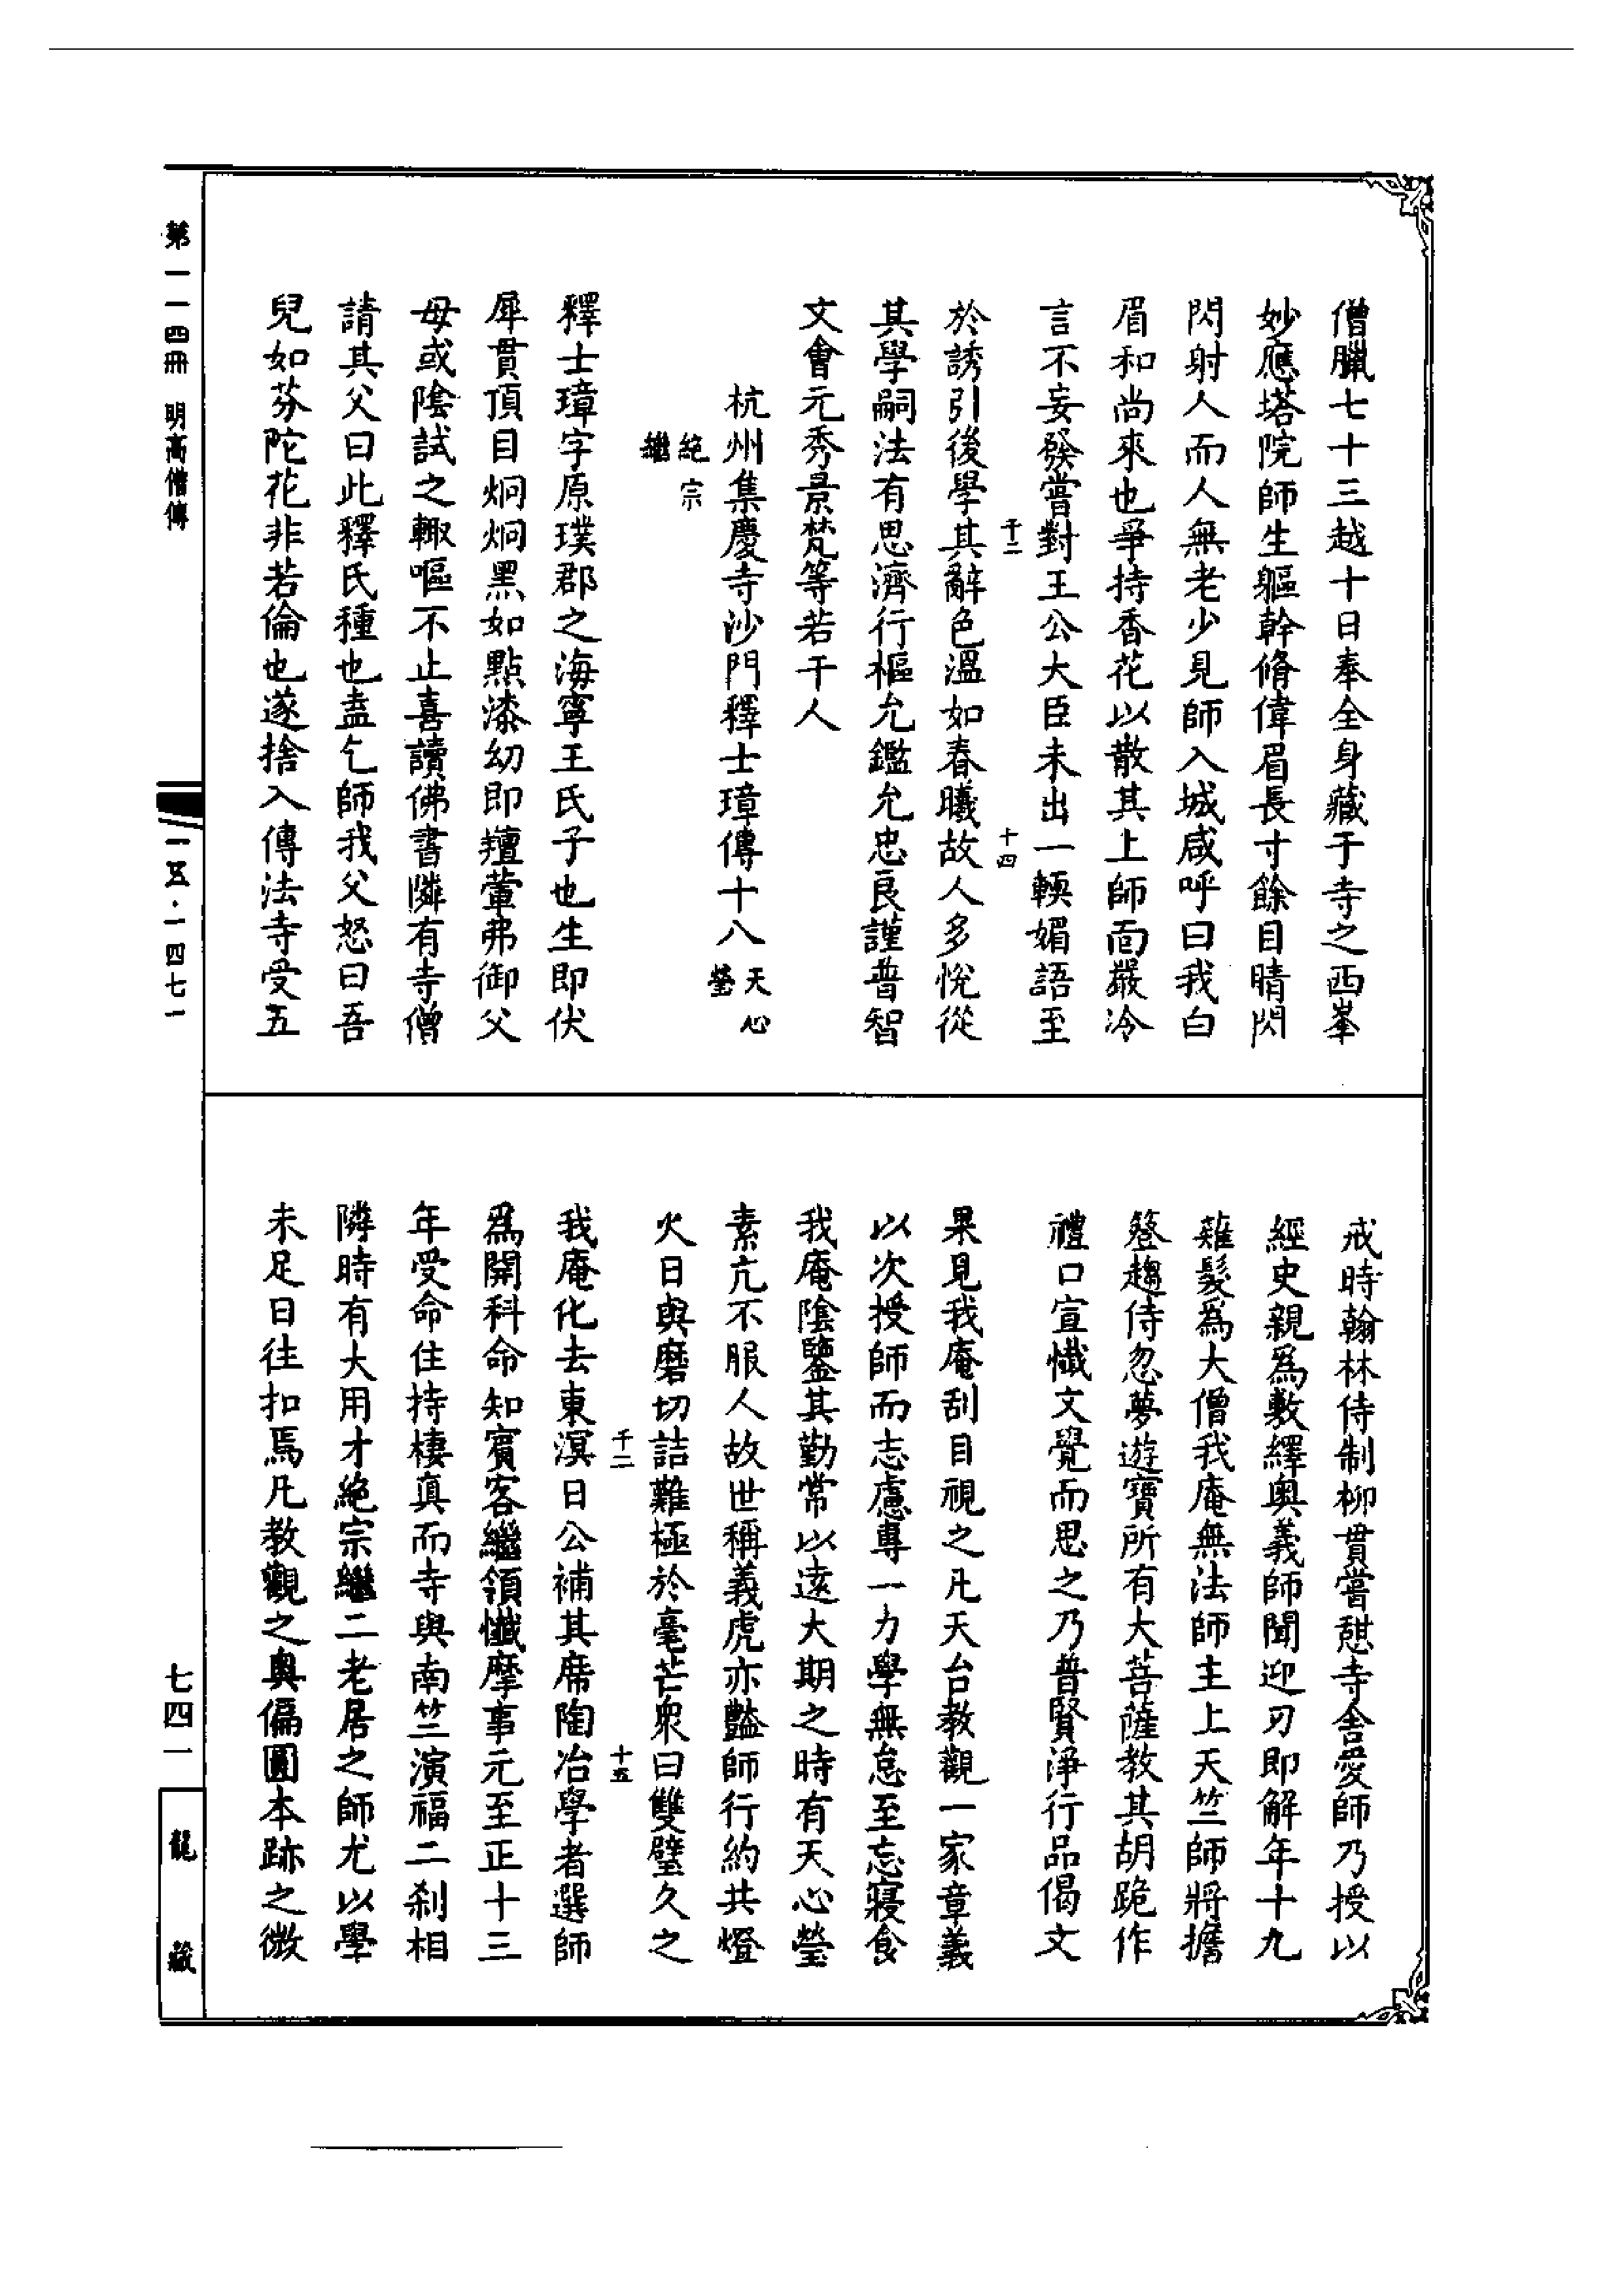 僧臘七十三越十日奉全身藏于寺之西峯
妙應塔院師生軀幹脩偉眉長寸餘目睛閃
閃射人而人無老少見師入城咸呼曰我白
眉和尚來也爭持香花以散其上師面嚴冷
言不妄發嘗對王公大臣未出一輭媚語至
千二
十四
於誘引後學其辭色溫如春曦故人多悅從
其學嗣法有思濟行樞允鑑允忠良謹普智
文會元秀景梵等若干人
杭州集慶寺沙門釋士璋傳十八 天心
瑩
絕宗
繼
釋士璋字原璞郡之海寧王氏子也生即伏
犀貫頂目炯炯黑如點漆幼即羶葷弗御父
母或陰試之輙嘔不止喜讀佛書隣有寺僧
請其父曰此釋氏種也盍乞師我父怒曰吾
兒如芬陀花非若倫也遂捨入傳法寺受五
戒時翰林侍制柳貫嘗憇寺舍愛師乃授以
經史親為敷繹奧義師聞迎刃即解年十九
薙髮為大僧我庵無法師主上天竺師將擔
簦趨侍忽夢遊寶所有大菩薩教其胡跪作
禮口宣懺文覺而思之乃普賢淨行品偈文
果見我庵刮目視之凡天台教觀一家章義
以次授師而志慮專一力學無怠至忘寢食
我庵陰鑒其勤常以遠大期之時有天心瑩
素亢不服人故世稱義虎亦豔師行約共燈
火日與磨切詰難極於毫芒衆曰雙璧久之
千二
十五
我庵化去東溟日公補其席陶冶學者選師
為開科命知賓客繼領懺摩事元至正十三
年受命住持棲真而寺與南竺演福二刹相
隣時有大用才絕宗繼二老居之師尤以學
未足日往扣焉凡教觀之奧偏圓本跡之微
第一一四冊 明高僧傳
一五·一四七一
七四一
龍藏